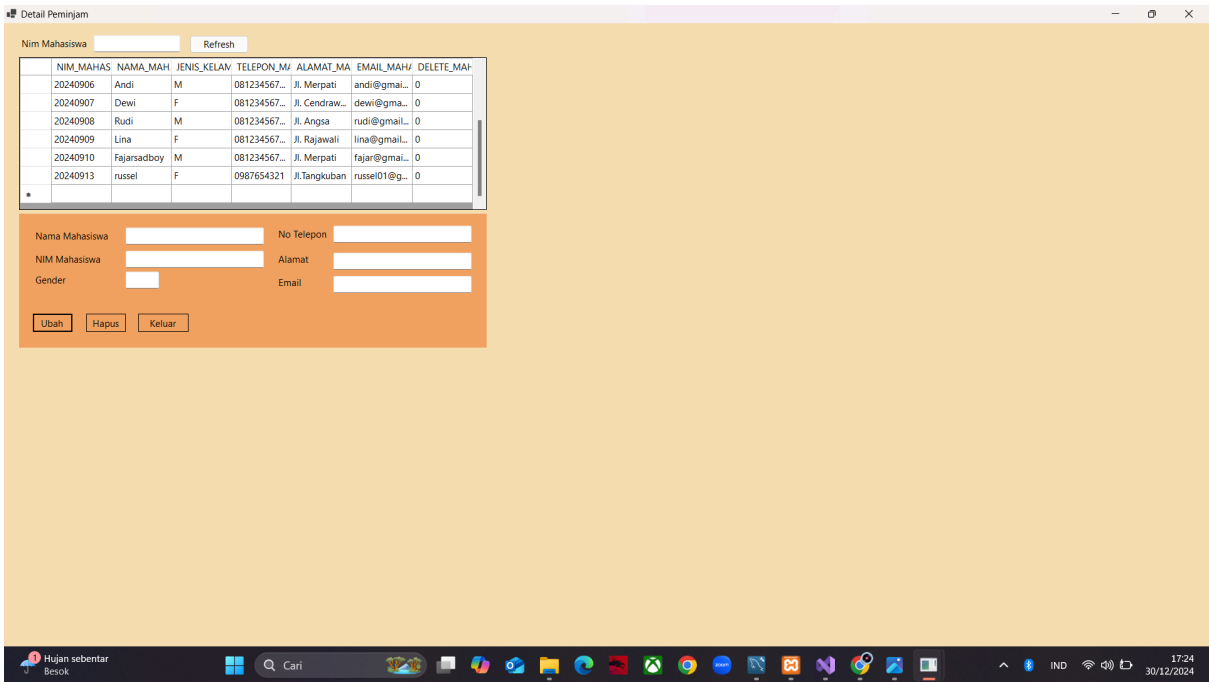 Detail Peminjam
Nim Mahasiswa Refresh
NIM_MAHAS NAMA_MAH JENIS_KELAM TELEPON_MA ALAMAT_MA EMAIL_MAHA DELETE_MAH
20240906 Andi M 081234567... Jl. Merpati andi@gmai... 0
20240907 Dewi F 081234567... Jl. Cendraw... dewi@gma... 0
20240908 Rudi M 081234567... Jl. Angsa rudi@gmail... 0
20240909 Lina F 081234567... Jl. Rajawali lina@gmail... 0
20240910 Fajarsadboy M 081234567... Jl. Merpati fajar@gmai... 0
20240913 russel F 0987654321 Jl.Tangkuban russel01@g... 0
Nama Mahasiswa No Telepon
NIM Mahasiswa Alamat
Gender Email
Ubah Hapus Keluar
1 Hujan sebentar
Besok
Cari
zoom
IND
17:24
30/12/2024